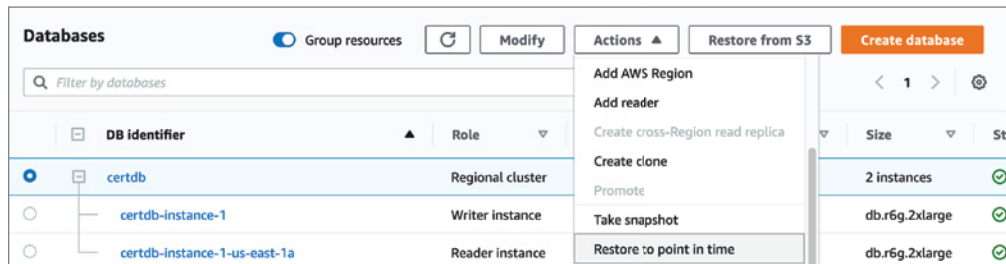 Databases Group resources Modify Actions ▲ Restore from S3 Create database
Filter by databases Add AWS Region < 1 >
Add reader
DB identifier Role Create cross-Region read replica Size St
Create clone
certdb Regional cluster 2 instances
Promote
certdb-instance-1 Writer instance Take snapshot db.r6g.2xlarge
certdb-instance-1-us-east-1a Reader instance Restore to point in time db.r6g.2xlarge